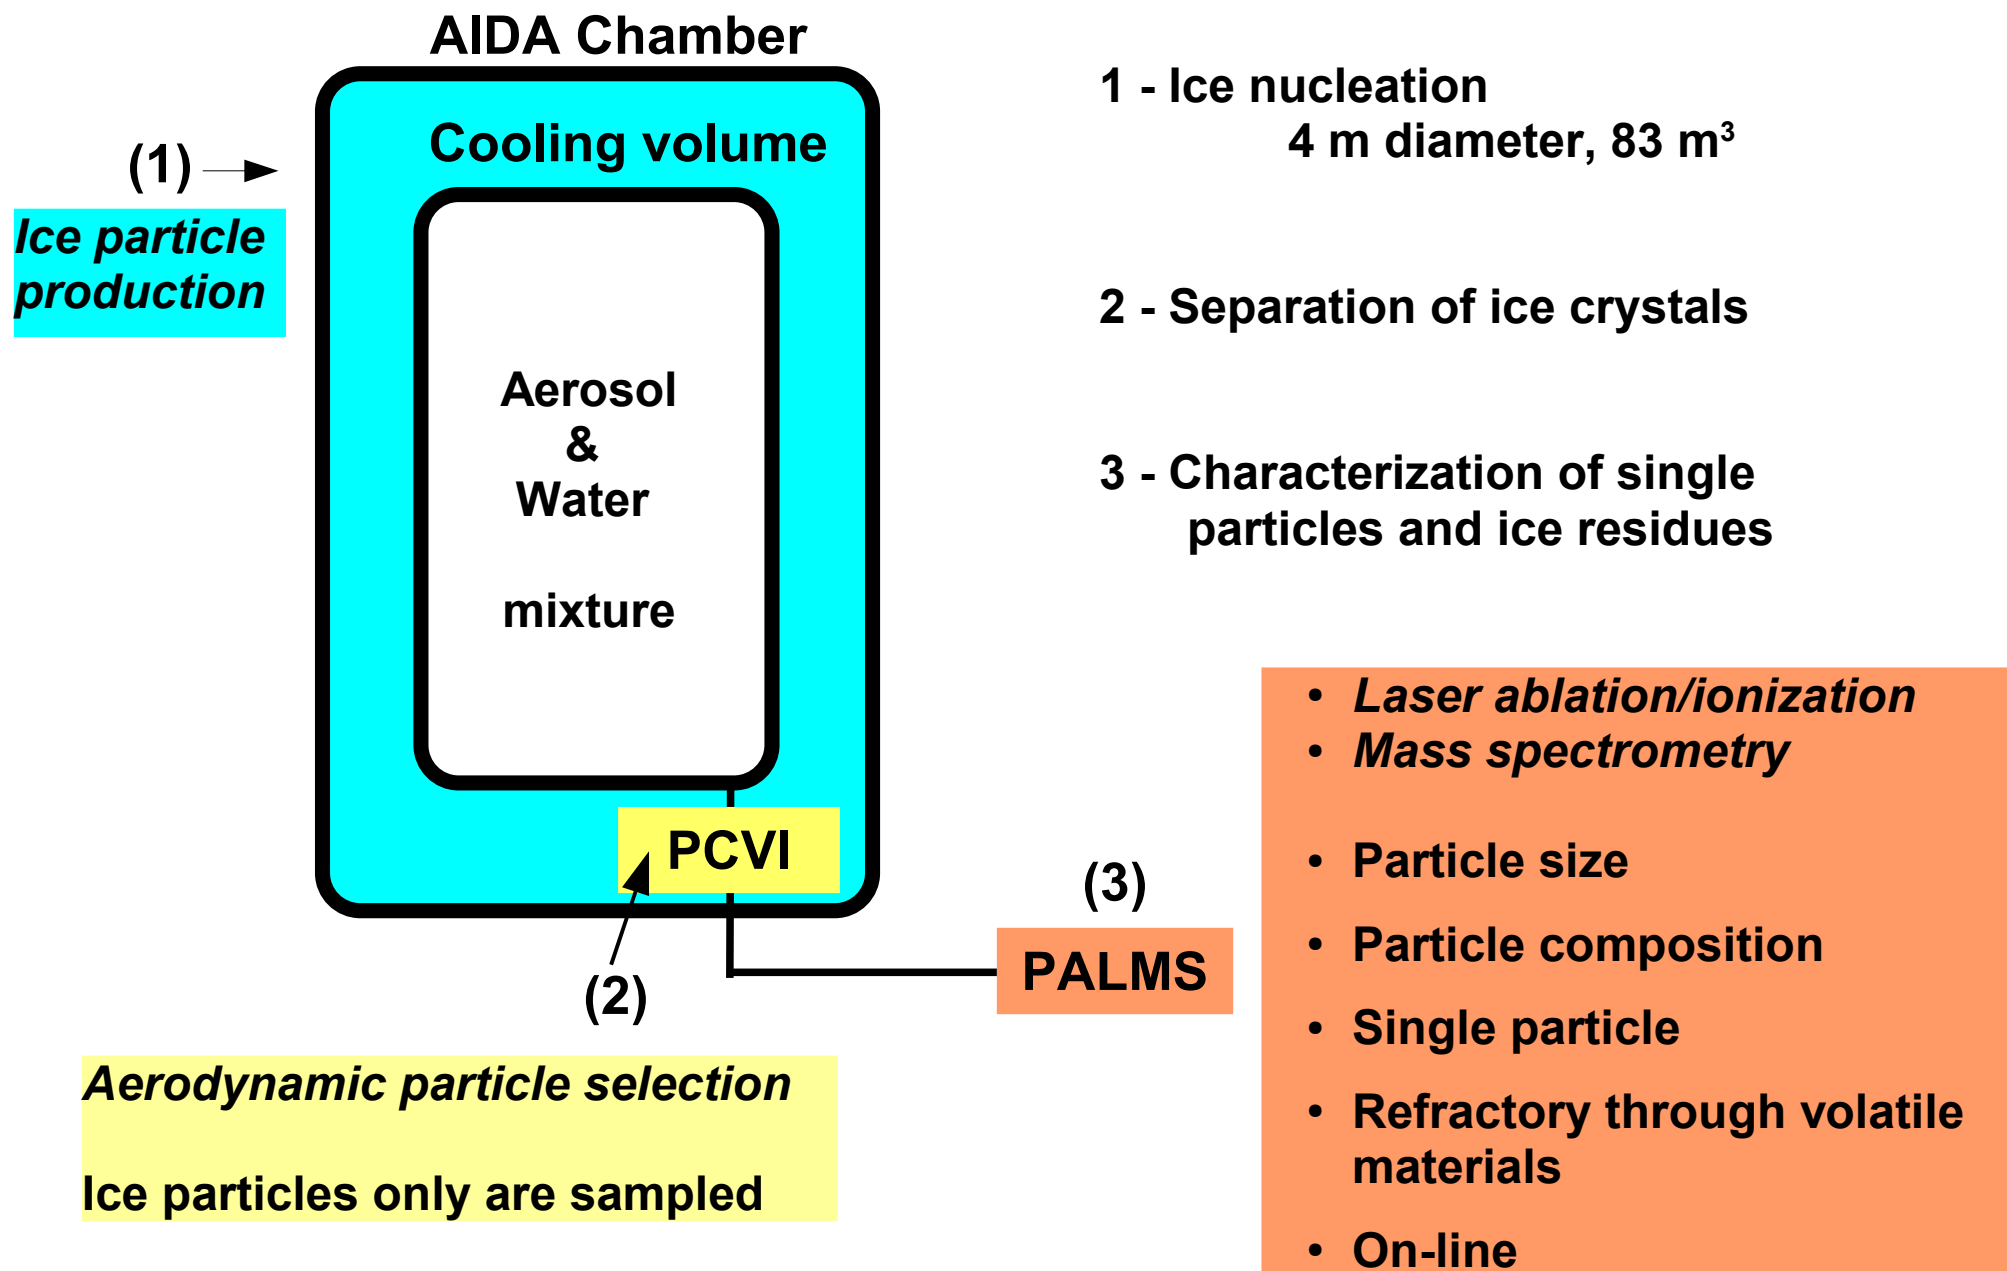 AIDA Chamber
Cooling volume
(1)
Ice particle
production
Aerosol
&
Water
mixture
PCVI
(2)
Aerodynamic particle selection
Ice particles only are sampled
1 - Ice nucleation
4 m diameter, 83 m³
2 - Separation of ice crystals
3 - Characterization of single
particles and ice residues
(3)
PALMS
• Laser ablation/ionization
• Mass spectrometry
• Particle size
• Particle composition
• Single particle
• Refractory through volatile
materials
• On-line